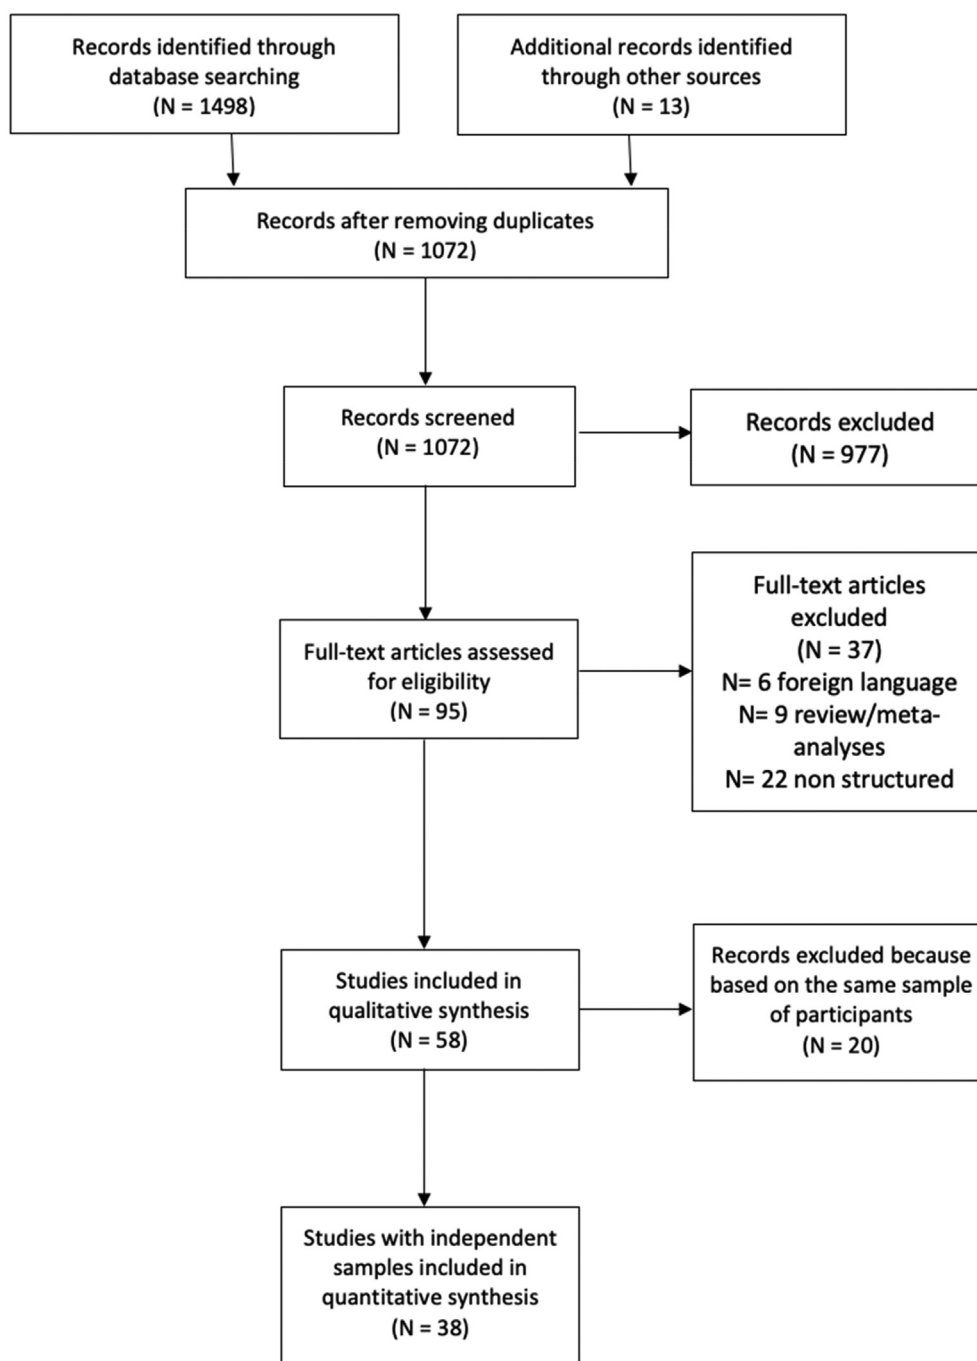 Records identified through
database searching
(N = 1498)
Additional records identified
through other sources
(N = 13)
Records after removing duplicates
(N = 1072)
Records screened
(N = 1072)
Records excluded
(N = 977)
Full-text articles assessed
for eligibility
(N = 95)
Full-text articles
excluded
(N = 37)
N= 6 foreign language
N= 9 review/meta-
analyses
N= 22 non structured
Studies included in
qualitative synthesis
(N = 58)
Records excluded because
based on the same sample
of participants
(N = 20)
Studies with independent
samples included in
quantitative synthesis
(N = 38)